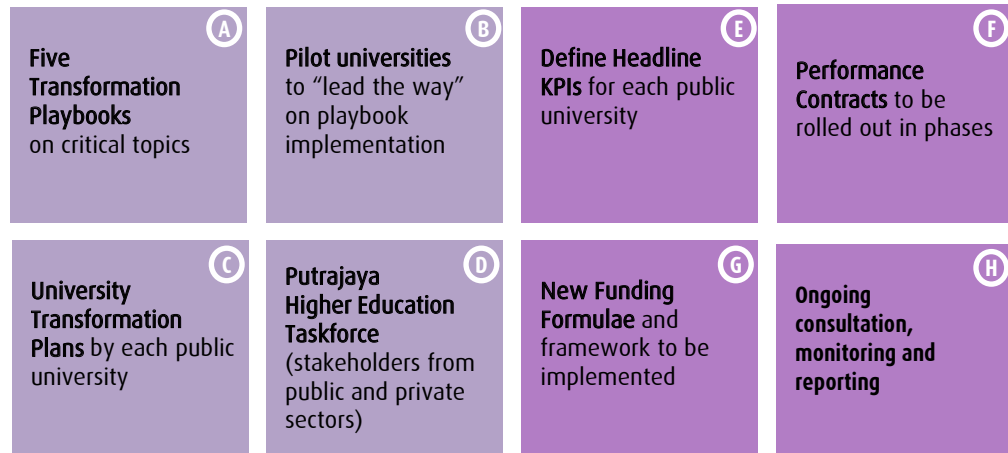 A
Five
Transformation
Playbooks
on critical topics
B
Pilot universities
to “lead the way”
on playbook
implementation
E
Define Headline
KPIs for each public
university
F
Performance
Contracts to be
rolled out in phases
C
University
Transformation
Plans by each public
university
D
Putrajaya
Higher Education
Taskforce
(stakeholders from
public and private
sectors)
G
New Funding
Formulae and
framework to be
implemented
H
Ongoing
consultation,
monitoring and
reporting